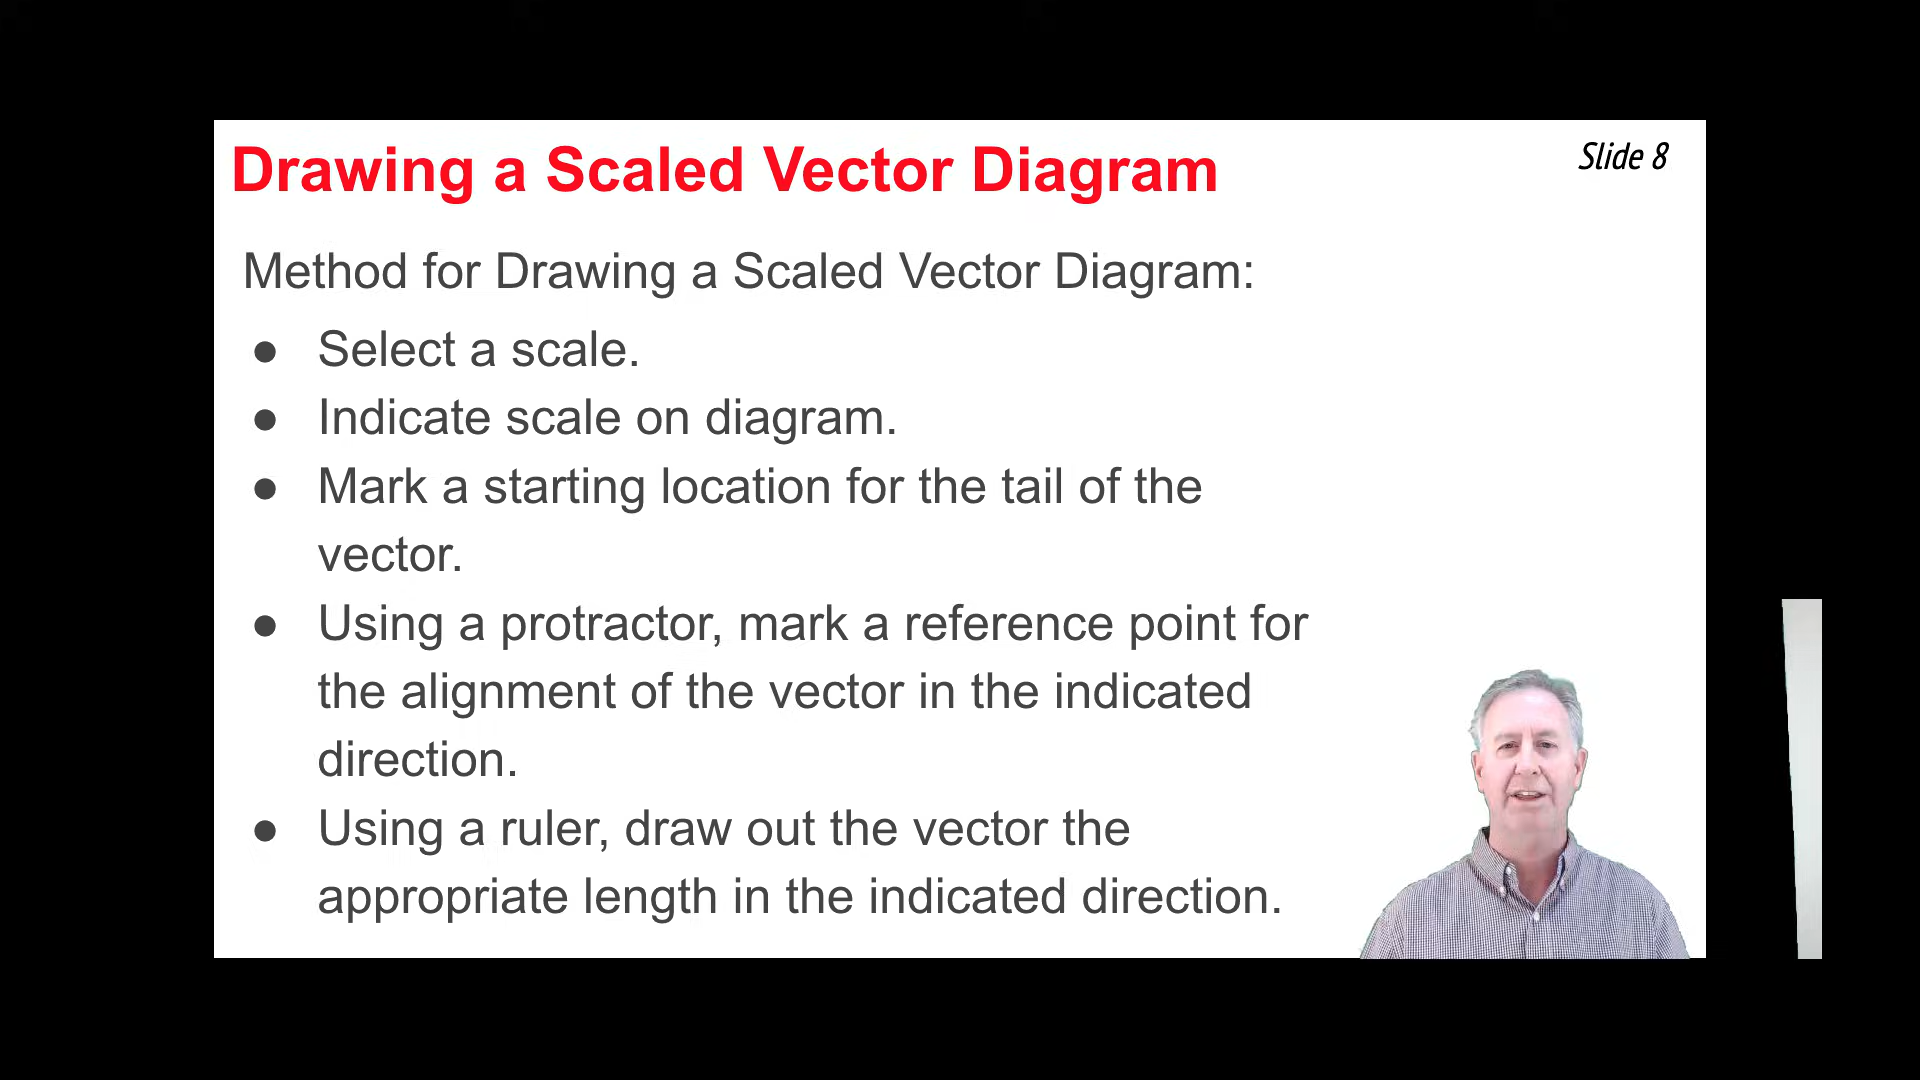 Drawing a Scaled Vector Diagram
Slide 8
Method for Drawing a Scaled Vector Diagram:
● Select a scale.
● Indicate scale on diagram.
● Mark a starting location for the tail of the
vector.
● Using a protractor, mark a reference point for
the alignment of the vector in the indicated
direction.
● Using a ruler, draw out the vector the
appropriate length in the indicated direction.